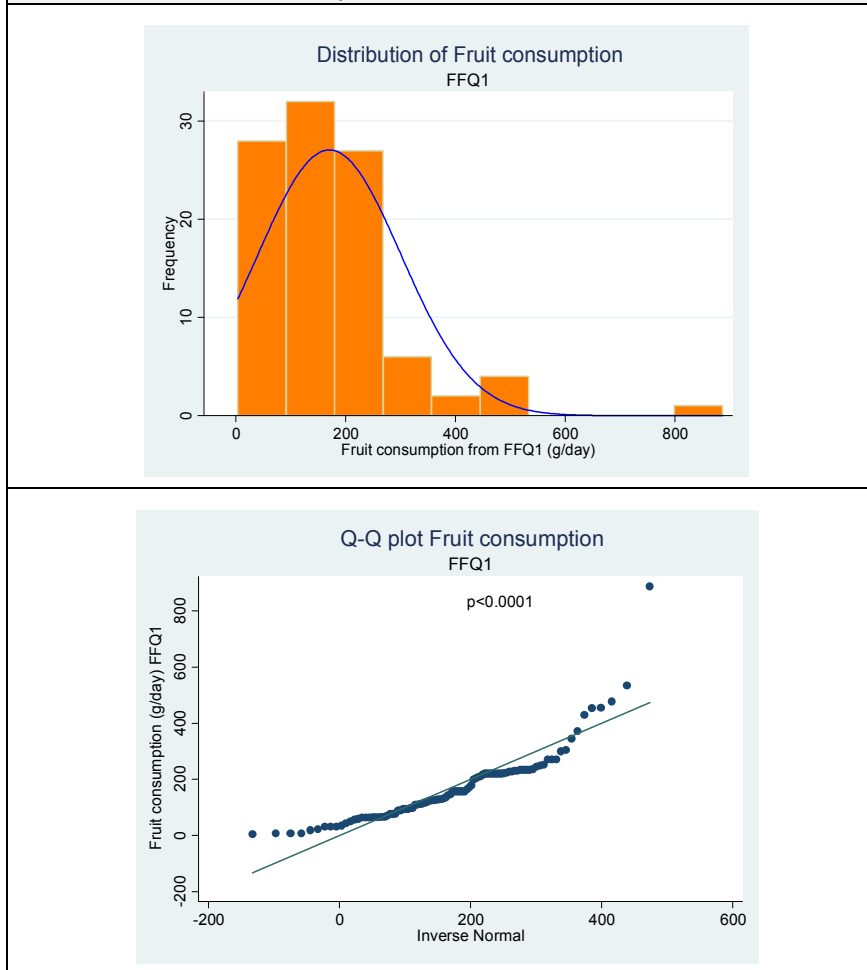 Distribution of Fruit consumption
FFQ1
30
20
10
0
Frequency
0 200 400 600 800
Fruit consumption from FFQ1 (g/day)
Q-Q plot Fruit consumption
FFQ1
p<0.0001
800
600
400
200
0
-200
Fruit consumption (g/day) FFQ1
-200 0 200 400 600
Inverse Normal